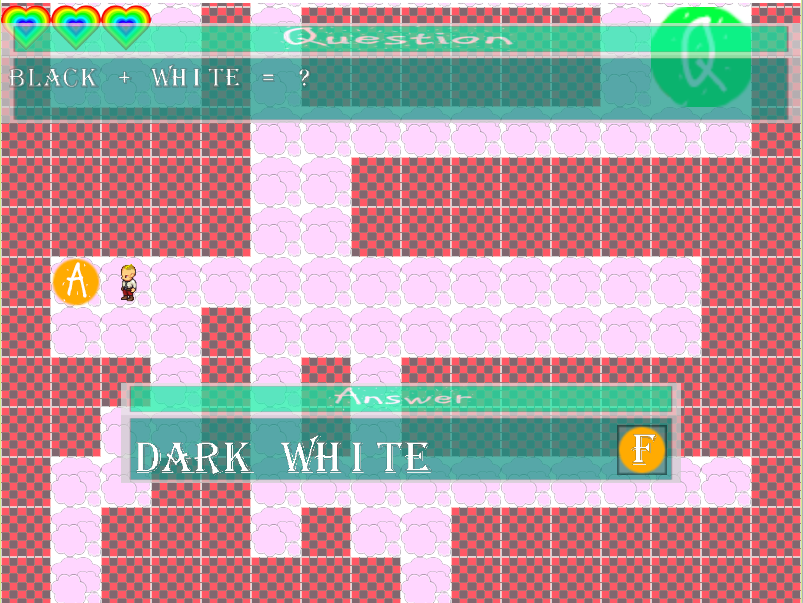 Question
Q
BLACK + WHITE = ?
A
Answer
DARK WHITE
F